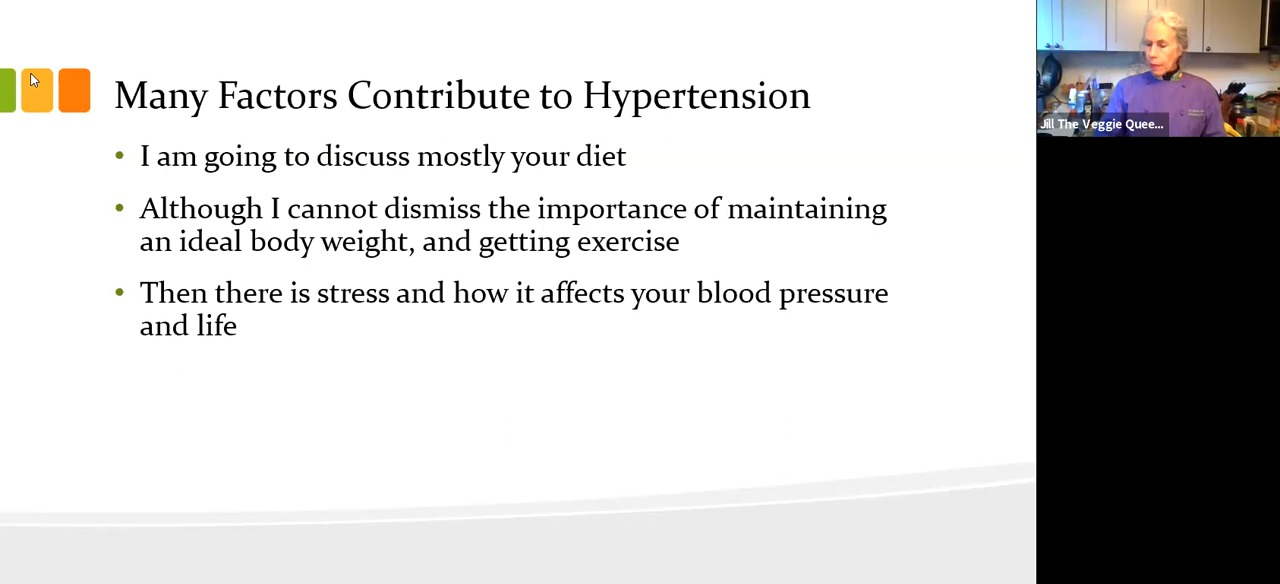 Many Factors Contribute to Hypertension
• I am going to discuss mostly your diet
• Although I cannot dismiss the importance of maintaining
an ideal body weight, and getting exercise
• Then there is stress and how it affects your blood pressure
and life
Jill The Veggie Quee...